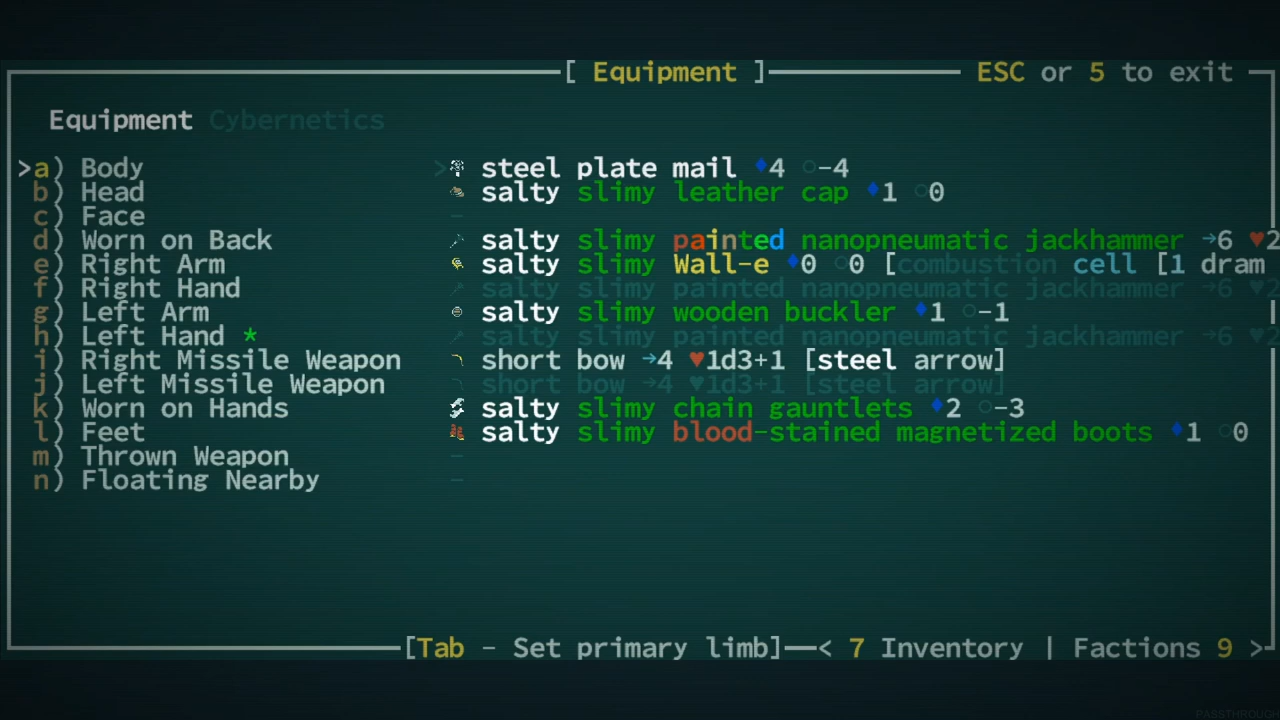 [ Equipment ] ESC or 5 to exit
Equipment Cybernetics
>a) Body > steel plate mail ♦4 ○-4
b) Head salty slimy leather cap ♦1 ○0
c) Face –
d) Worn on Back salty slimy painted nanopneumatic jackhammer →6 ♥2
e) Right Arm salty slimy Wall-e ♦0 ○0 [combustion cell [1 dram
f) Right Hand salty slimy painted nanopneumatic jackhammer →6 ♥2
g) Left Arm salty slimy wooden buckler ♦1 ○-1
h) Left Hand * salty slimy painted nanopneumatic jackhammer →6 ♥2
i) Right Missile Weapon short bow →4 ♥1d3+1 [steel arrow]
j) Left Missile Weapon short bow →4 ♥1d3+1 [steel arrow]
k) Worn on Hands salty slimy chain gauntlets ♦2 ○-3
l) Feet salty slimy blood-stained magnetized boots ♦1 ○0
m) Thrown Weapon –
n) Floating Nearby –
[Tab - Set primary limb] < 7 Inventory | Factions 9 >
PASSTHROUGH